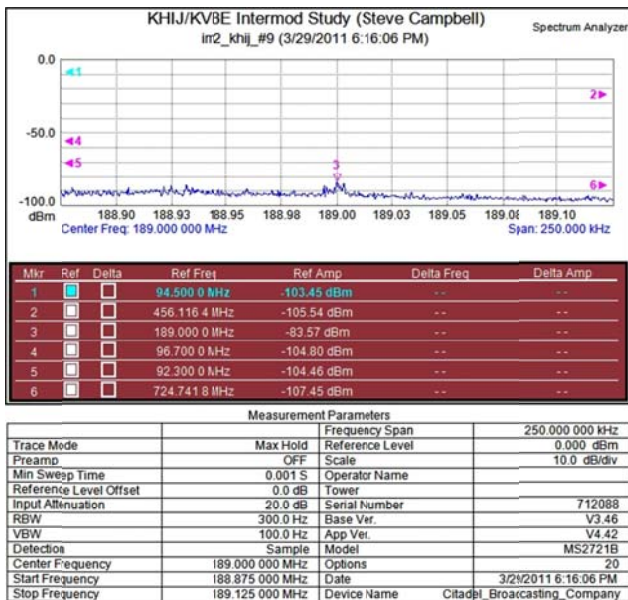 KHIJ/KVBE Intermod Study (Steve Campbell)
Spectrum Analyzer
im2_khij_#9 (3/29/2011 6:16:06 PM)
0.0
1
2
-50.0
4
3
5
6
-100.0
dBm
188.90 188.93 188.95 188.98 189.00 189.03 189.05 189.08 189.10
Center Freq: 189.000 000 MHz
Span: 250.000 kHz
Mkr Ref Delta Ref Freq Ref Amp Delta Freq Delta Amp
1 94.500 0 MHz -103.45 dBm -- --
2 456.116 4 MHz -105.54 dBm -- --
3 189.000 0 MHz -83.57 dBm -- --
4 96.700 0 MHz -104.80 dBm -- --
5 92.300 0 MHz -104.46 dBm -- --
6 724.741 8 MHz -107.45 dBm -- --
Measurement Parameters
Frequency Span 250.000 000 kHz
Trace Mode Max Hold Reference Level 0.000 dBm
Preamp OFF Scale 10.0 dB/div
Min Sweep Time 0.001 S Operator Name
Reference Level Offset 0.0 dB Tower
Input Attenuation 20.0 dB Serial Number 712088
RBW 300.0 Hz Base Ver. V3.46
VBW 100.0 Hz App Ver. V4.42
Detection Sample Model MS2721B
Center Frequency 189.000 000 MHz Options 20
Start Frequency 188.875 000 MHz Date 3/29/2011 6:16:06 PM
Stop Frequency 189.125 000 MHz Device Name Citadel_Broadcasting_Company